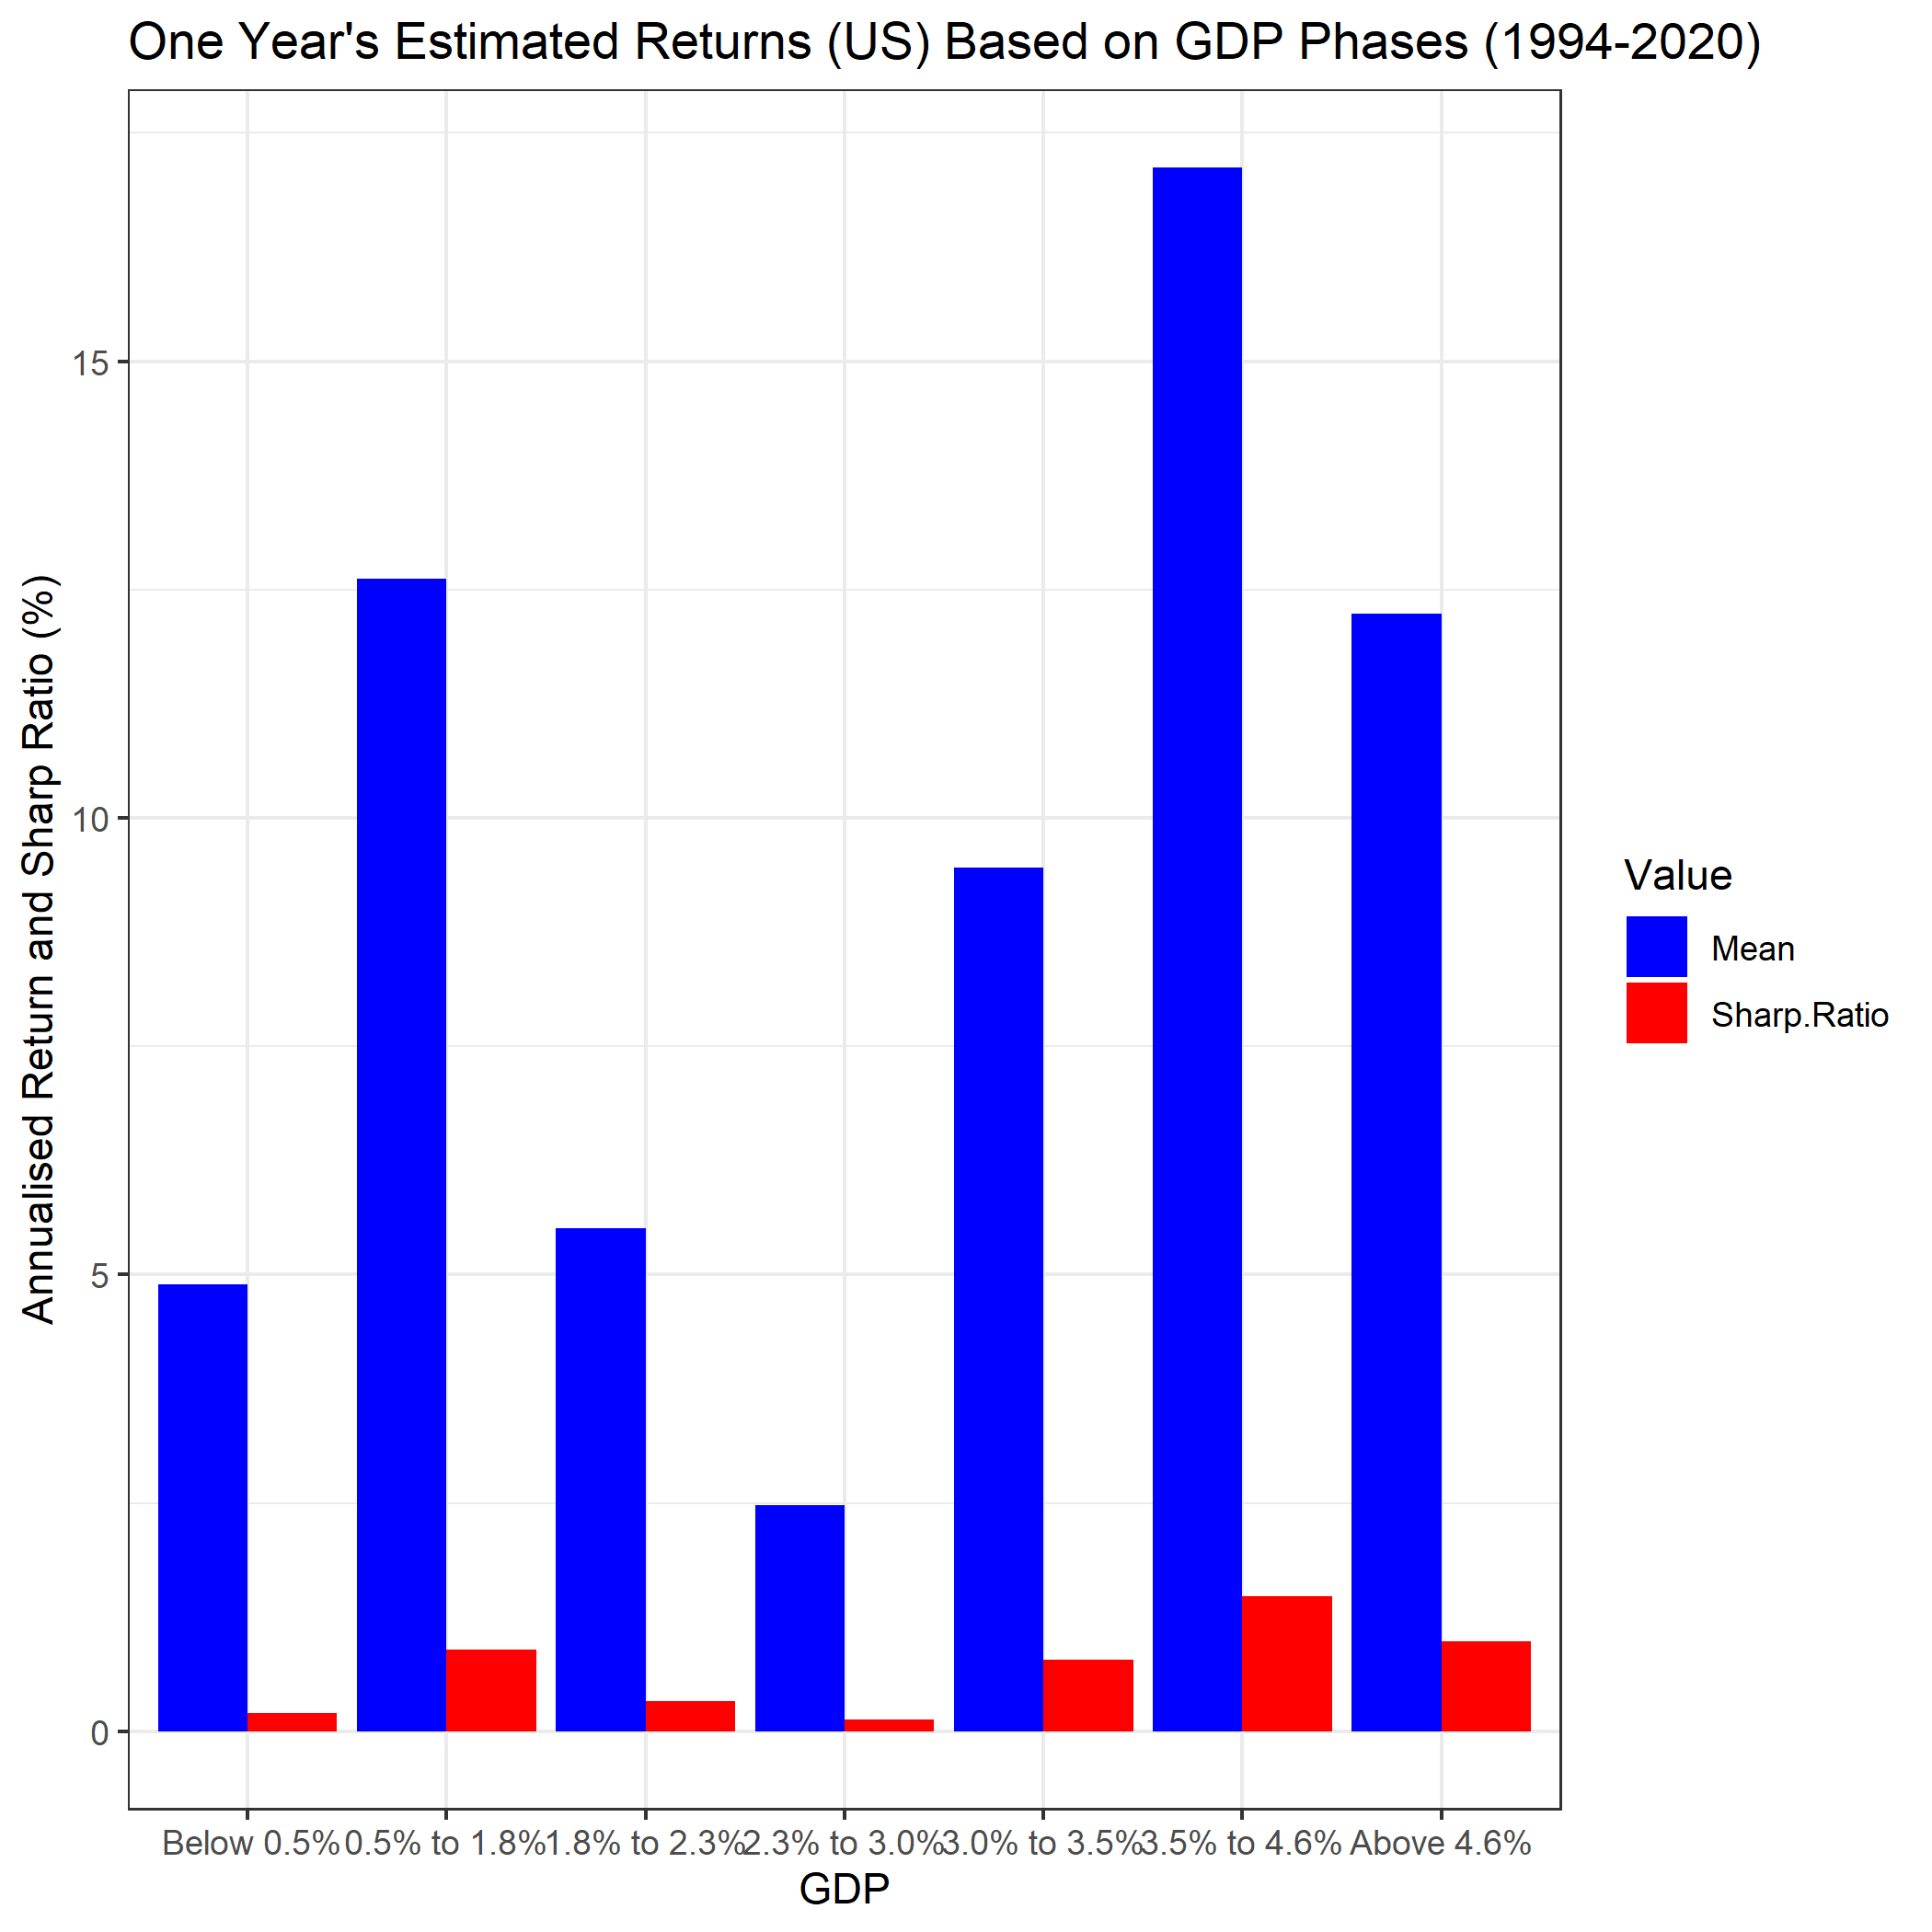 One Year's Estimated Returns (US) Based on GDP Phases (1994-2020)
Annualised Return and Sharp Ratio (%)
15
10
5
0
Below 0.5% 0.5% to 1.8% 1.8% to 2.3% 2.3% to 3.0% 3.0% to 3.5% 3.5% to 4.6% Above 4.6%
GDP
Value
Mean
Sharp.Ratio